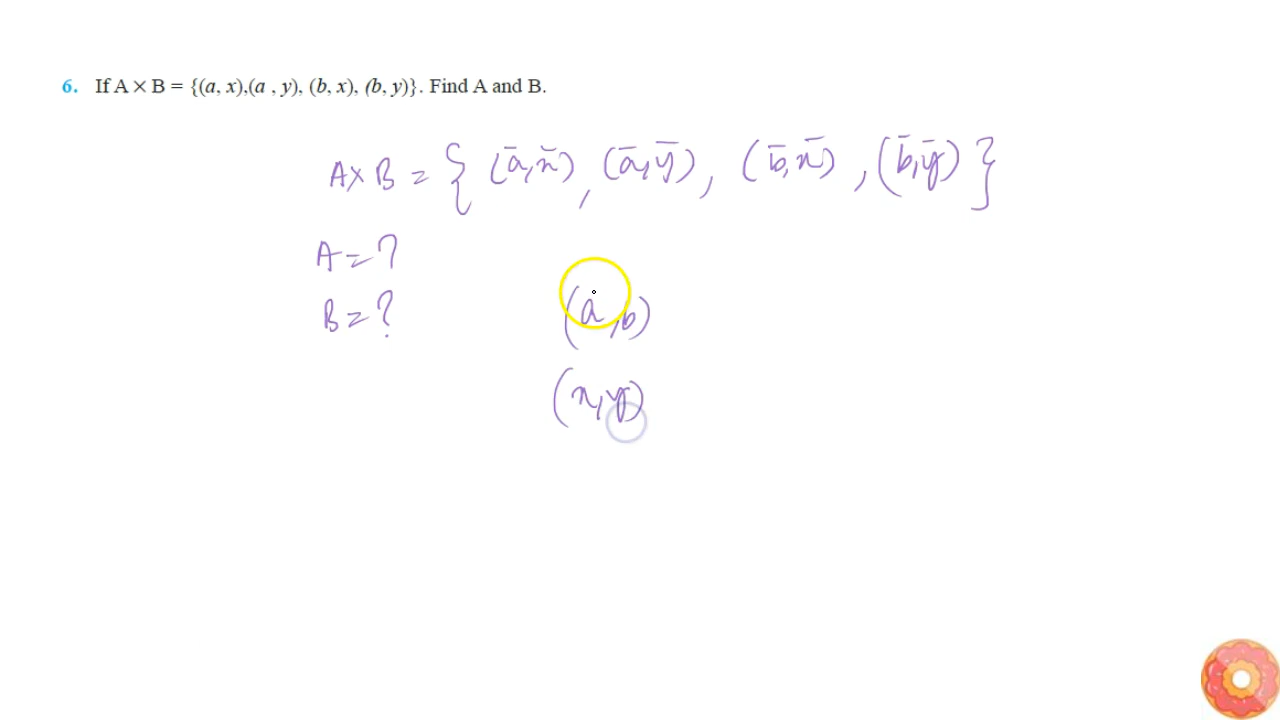 6. If A × B = {(a, x),(a , y), (b, x), (b, y)}. Find A and B.
A×B = { (a̅,x̅), (a̅,y̅), (b̅,x̅), (b̅,y̅) }
A=?
B=?
(a,b)
(x,y)